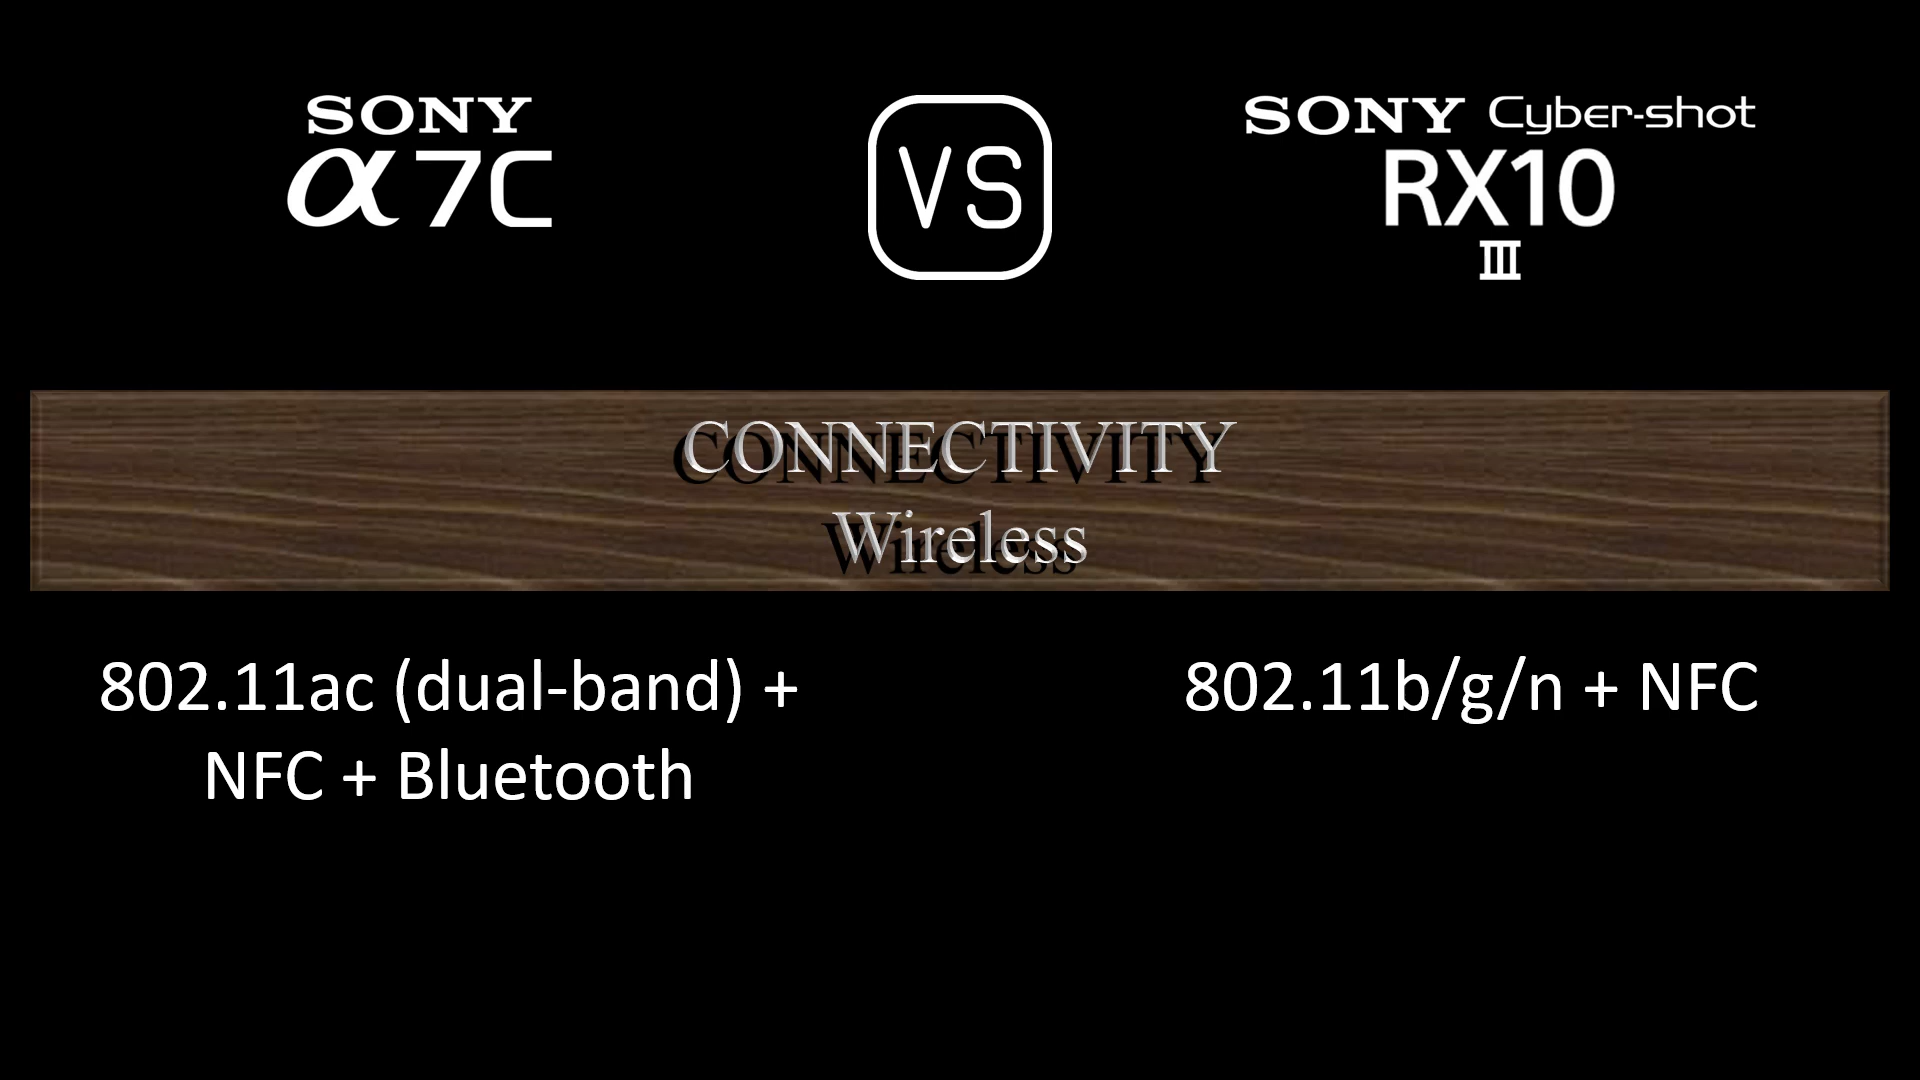 SONY
α7C
VS
SONY Cyber-shot
RX10
III
CONNECTIVITY
Wireless
802.11ac (dual-band) +
NFC + Bluetooth
802.11b/g/n + NFC